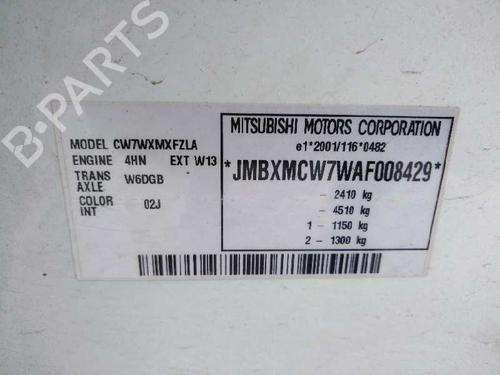 B-PARTS
MODEL CW7WXMXFZLA
ENGINE 4HN EXT W13
TRANS AXLE W6DGB
COLOR INT 02J
MITSUBISHI MOTORS CORPORATION
e1*2001/116*0482
*JMBXMCW7WAF008429*
- 2410 kg
- 4510 kg
1 - 1150 kg
2 - 1300 kg